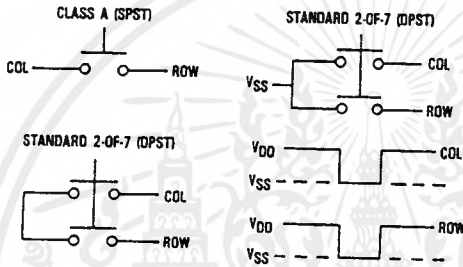 CLASS A (SPST)
COL
ROW
STANDARD 2-OF-7 (DPST)
COL
ROW
STANDARD 2-OF-7 (DPST)
VSS
COL
ROW
VDD
COL
VSS
VDD
ROW
VSS